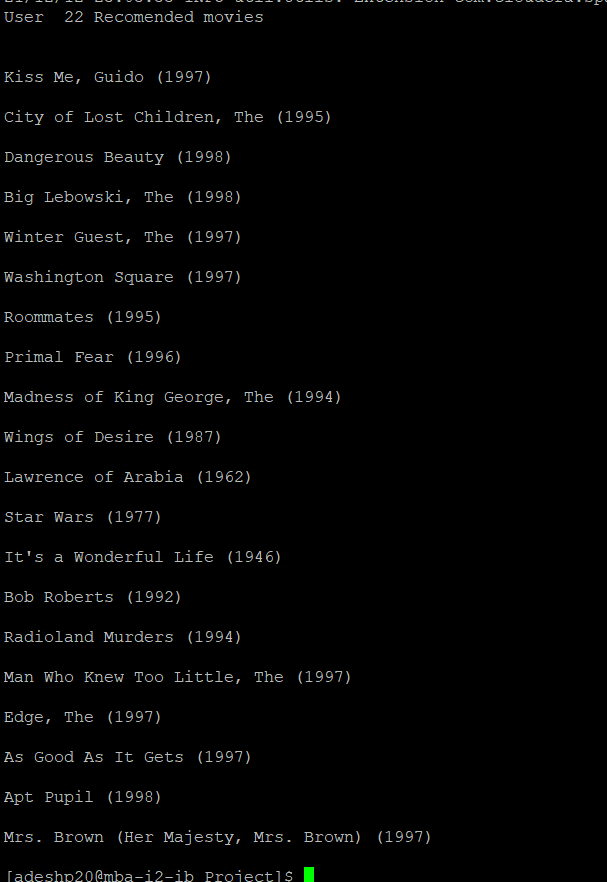 User  22 Recomended movies
Kiss Me, Guido (1997)
City of Lost Children, The (1995)
Dangerous Beauty (1998)
Big Lebowski, The (1998)
Winter Guest, The (1997)
Washington Square (1997)
Roommates (1995)
Primal Fear (1996)
Madness of King George, The (1994)
Wings of Desire (1987)
Lawrence of Arabia (1962)
Star Wars (1977)
It's a Wonderful Life (1946)
Bob Roberts (1992)
Radioland Murders (1994)
Man Who Knew Too Little, The (1997)
Edge, The (1997)
As Good As It Gets (1997)
Apt Pupil (1998)
Mrs. Brown (Her Majesty, Mrs. Brown) (1997)
[adeshp20@mba-i2-ib Project]$